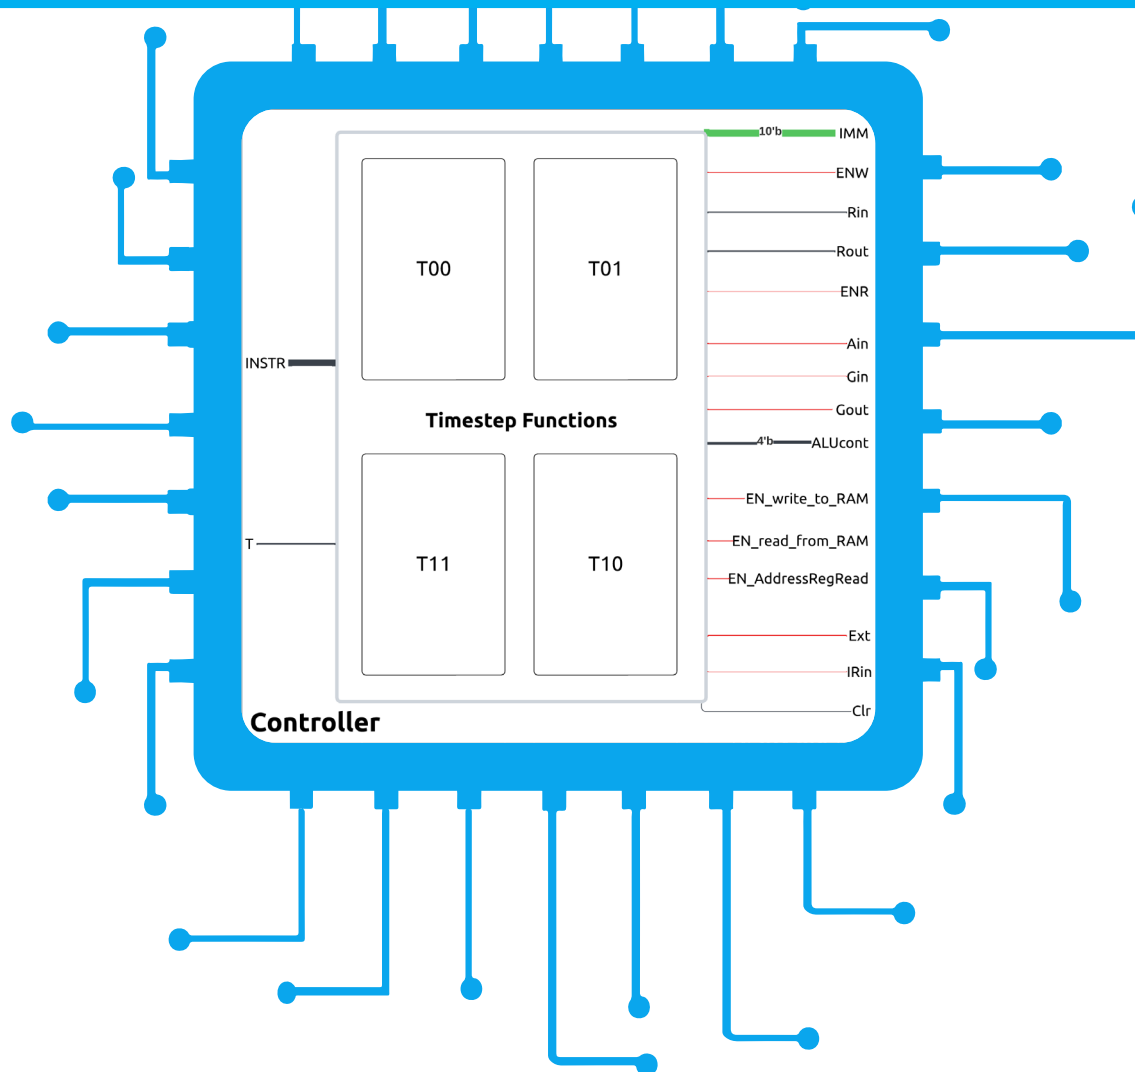 10'b IMM
ENW
Rin
Rout
T00 T01
ENR
Ain
INSTR
Gin
Gout
Timestep Functions
4'b ALUcont
EN_write_to_RAM
EN_read_from_RAM
T
T11 T10
EN_AddressRegRead
Ext
IRin
Clr
Controller